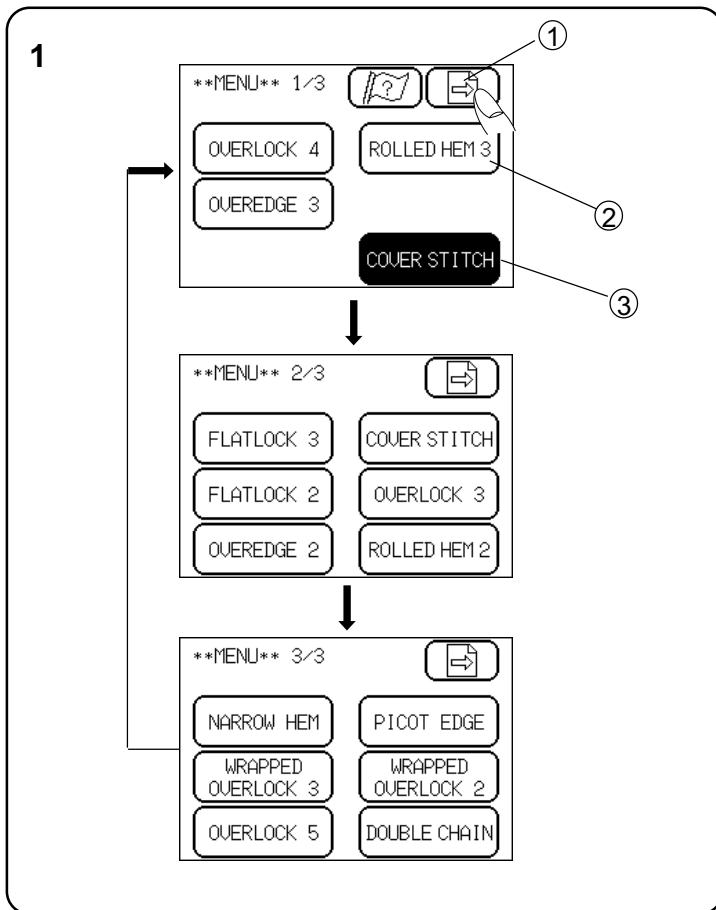 1
①
**MENU** 1/3 ?
OVERLOCK 4 ROLLED HEM 3
②
OVEREDGE 3
COVER STITCH
③
**MENU** 2/3
FLATLOCK 3 COVER STITCH
FLATLOCK 2 OVERLOCK 3
OVEREDGE 2 ROLLED HEM 2
**MENU** 3/3
NARROW HEM PICOT EDGE
WRAPPED WRAPPED
OVERLOCK 3 OVERLOCK 2
OVERLOCK 5 DOUBLE CHAIN